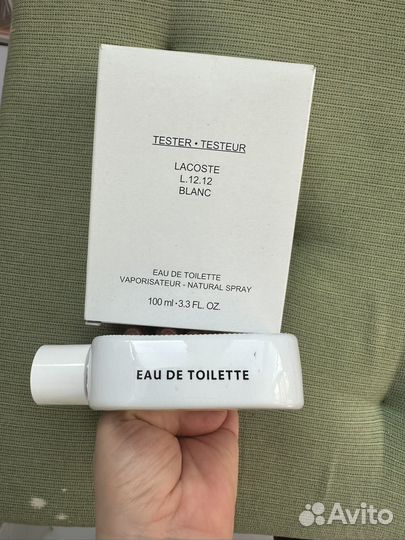 TESTER • TESTEUR
LACOSTE
L.12.12
BLANC
EAU DE TOILETTE
VAPORISATEUR - NATURAL SPRAY
100 ml • 3.3 FL. OZ.
EAU DE TOILETTE
Avito